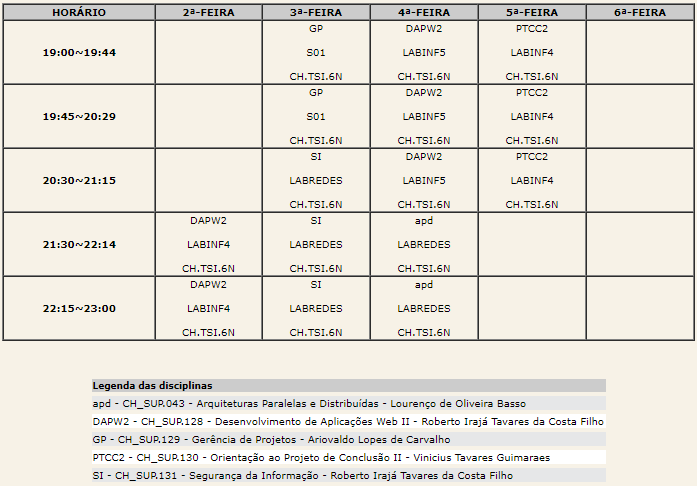 HORÁRIO 2ª-FEIRA 3ª-FEIRA 4ª-FEIRA 5ª-FEIRA 6ª-FEIRA
GP DAPW2 PTCC2
19:00~19:44 S01 LABINF5 LABINF4
CH.TSI.6N CH.TSI.6N CH.TSI.6N
GP DAPW2 PTCC2
19:45~20:29 S01 LABINF5 LABINF4
CH.TSI.6N CH.TSI.6N CH.TSI.6N
SI DAPW2 PTCC2
20:30~21:15 LABREDES LABINF5 LABINF4
CH.TSI.6N CH.TSI.6N CH.TSI.6N
DAPW2 SI apd
21:30~22:14 LABINF4 LABREDES LABREDES
CH.TSI.6N CH.TSI.6N CH.TSI.6N
DAPW2 SI apd
22:15~23:00 LABINF4 LABREDES LABREDES
CH.TSI.6N CH.TSI.6N CH.TSI.6N
Legenda das disciplinas
apd - CH_SUP.043 - Arquiteturas Paralelas e Distribuídas - Lourenço de Oliveira Basso
DAPW2 - CH_SUP.128 - Desenvolvimento de Aplicações Web II - Roberto Irajá Tavares da Costa Filho
GP - CH_SUP.129 - Gerência de Projetos - Ariovaldo Lopes de Carvalho
PTCC2 - CH_SUP.130 - Orientação ao Projeto de Conclusão II - Vinicius Tavares Guimaraes
SI - CH_SUP.131 - Segurança da Informação - Roberto Irajá Tavares da Costa Filho